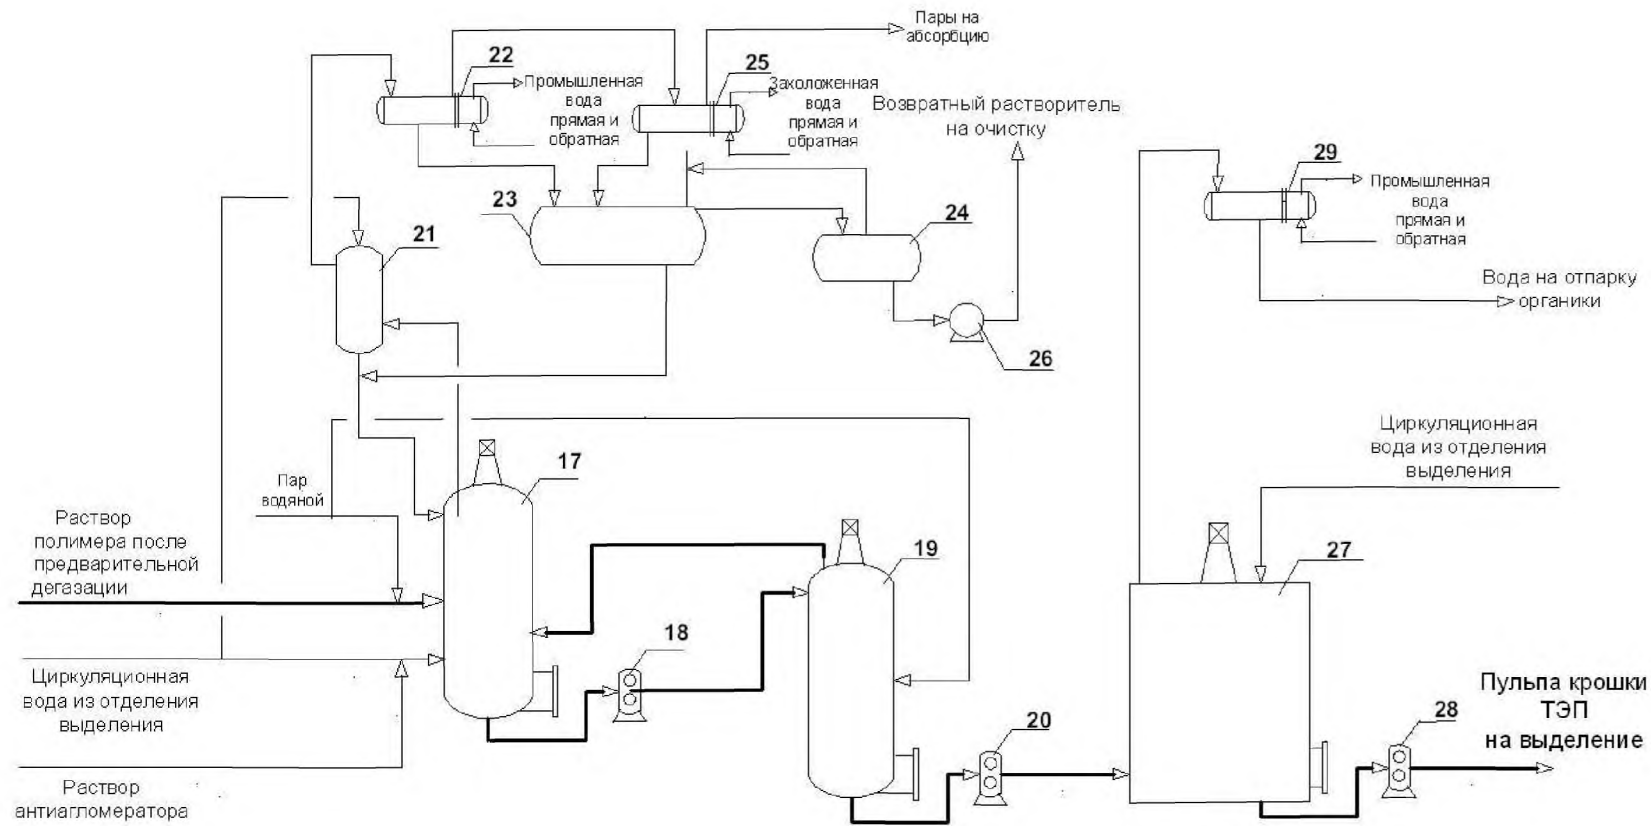 Пары на
абсорбцию
22
25
Промышленная
вода
прямая и
обратная
Захоложенная
вода
прямая и
обратная
Возвратный растворитель
на очистку
29
Промышленная
вода
прямая и
обратная
23
24
21
Вода на отпарку
органики
26
Циркуляционная
вода из отделения
выделения
17
Пар
водяной
Раствор
полимера после
предварительной
дегазации
19
27
18
Циркуляционная
вода из отделения
выделения
Пульпа крошки
ТЭП
на выделение
20
28
Раствор
антиагломератора